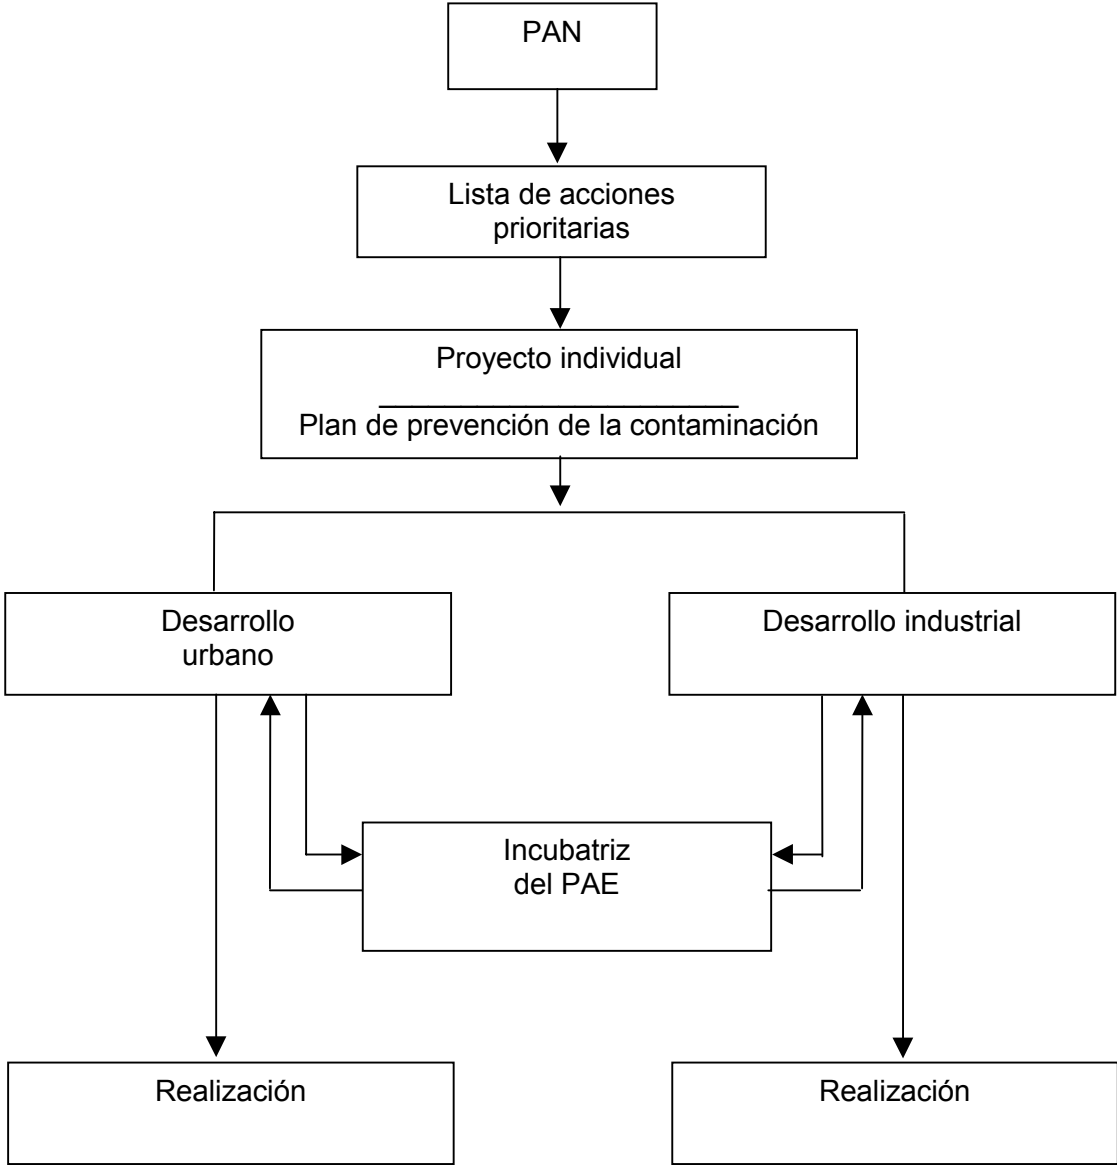 PAN
Lista de acciones
prioritarias
Proyecto individual
Plan de prevención de la contaminación
Desarrollo
urbano
Desarrollo industrial
Incubatriz
del PAE
Realización
Realización